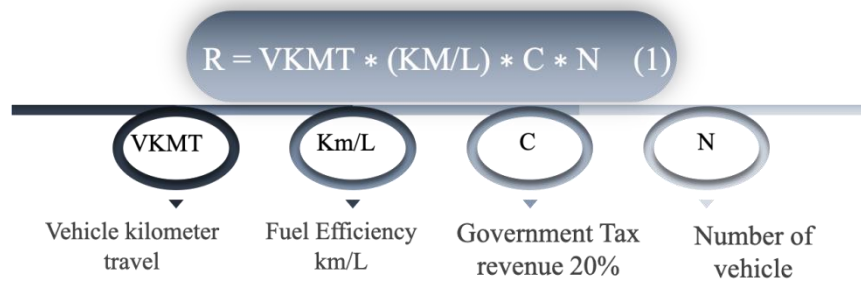 R = VKMT * (KM/L) * C * N (1)
VKMT
Km/L
C
N
Vehicle kilometer
travel
Fuel Efficiency
km/L
Government Tax
revenue 20%
Number of
vehicle